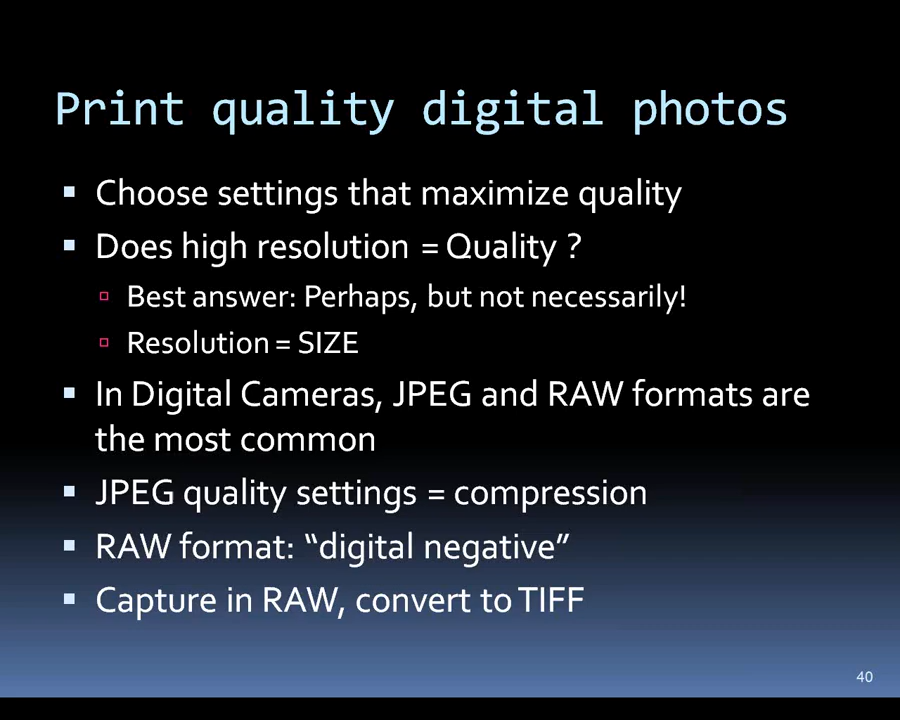 Print quality digital photos
Choose settings that maximize quality
Does high resolution = Quality ?
Best answer: Perhaps, but not necessarily!
Resolution = SIZE
In Digital Cameras, JPEG and RAW formats are
the most common
JPEG quality settings = compression
RAW format: “digital negative”
Capture in RAW, convert to TIFF
40